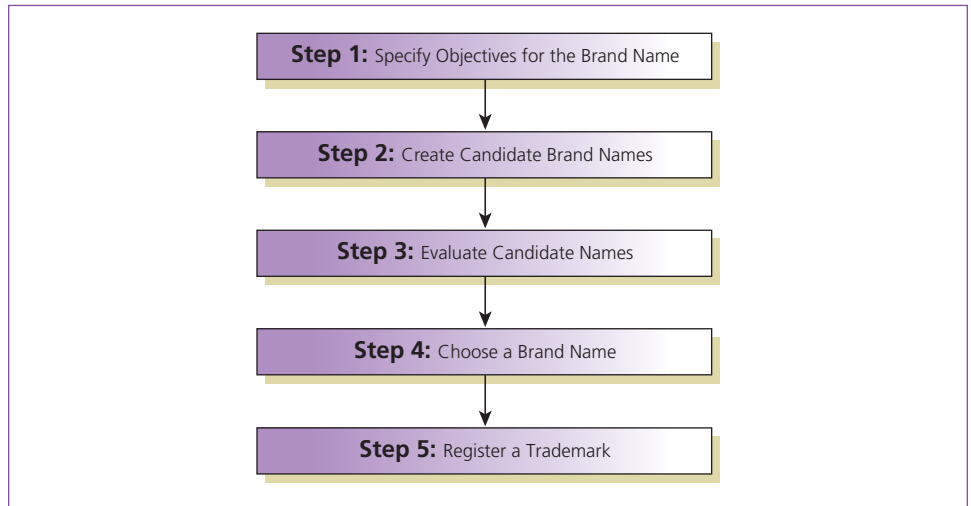 Step 1: Specify Objectives for the Brand Name
Step 2: Create Candidate Brand Names
Step 3: Evaluate Candidate Names
Step 4: Choose a Brand Name
Step 5: Register a Trademark